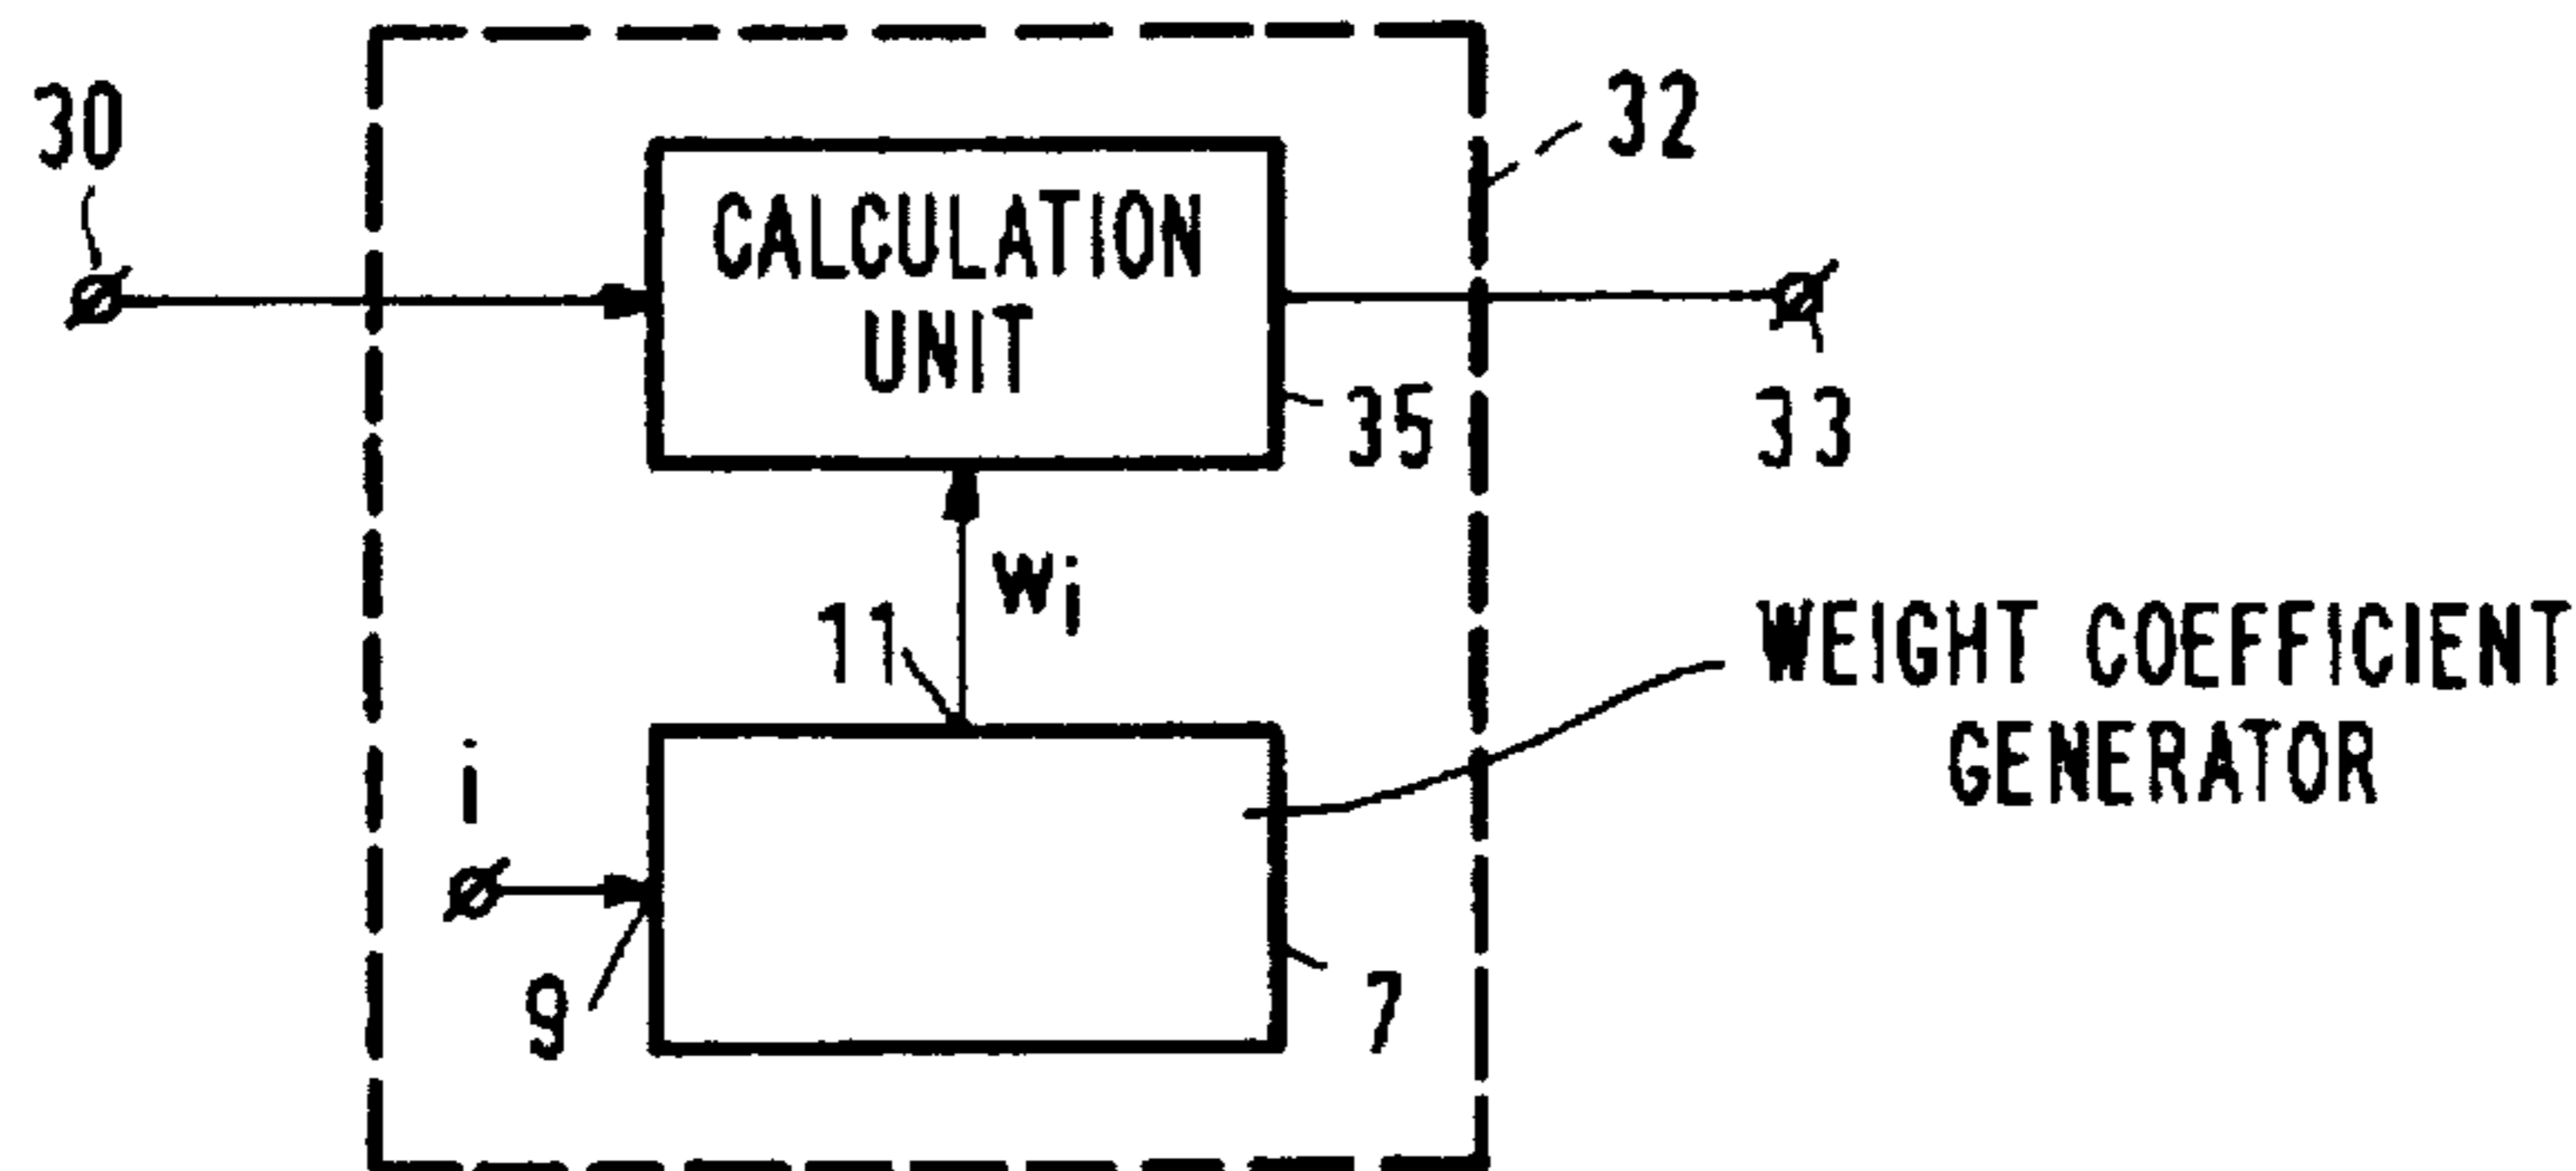 30
32
CALCULATION
UNIT
35
33
wi
11
WEIGHT COEFFICIENT
GENERATOR
i
9
7